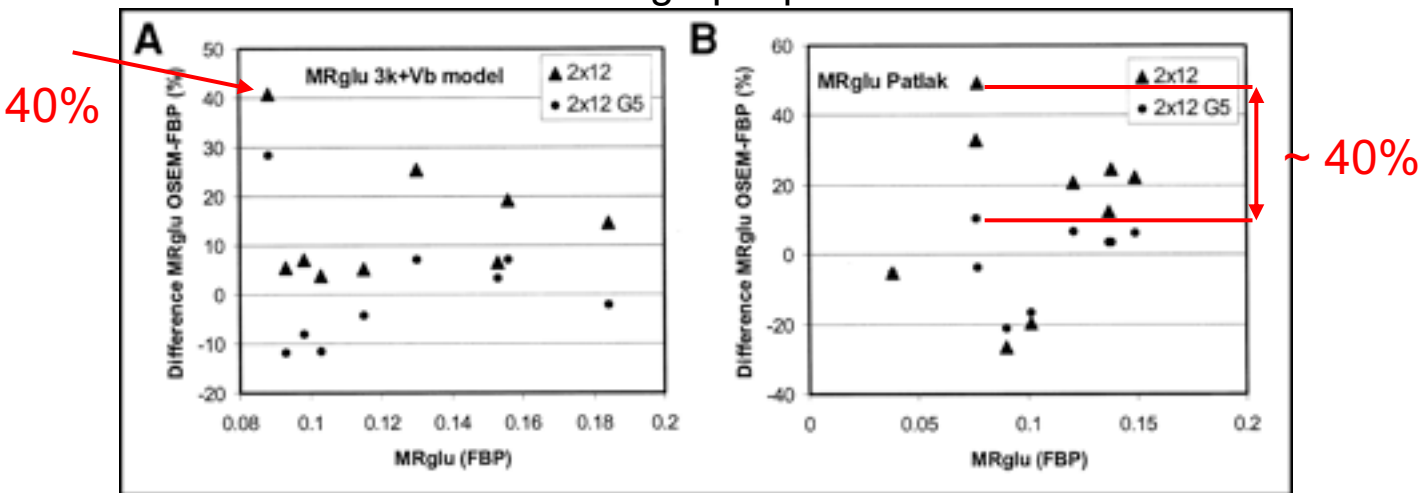 A
50
40
30
20
10
0
-10
-20
0.08
0.1
0.12
0.14
0.16
0.18
0.2
Difference MRglu OSEM-FBP (%)
MRglu (FBP)
MRglu 3k+Vb model
2x12
2x12 G5
40%
B
60
40
20
0
-20
-40
0
0.05
0.1
0.15
0.2
Difference MRglu OSEM-FBP (%)
MRglu (FBP)
MRglu Patlak
2x12
2x12 G5
~ 40%